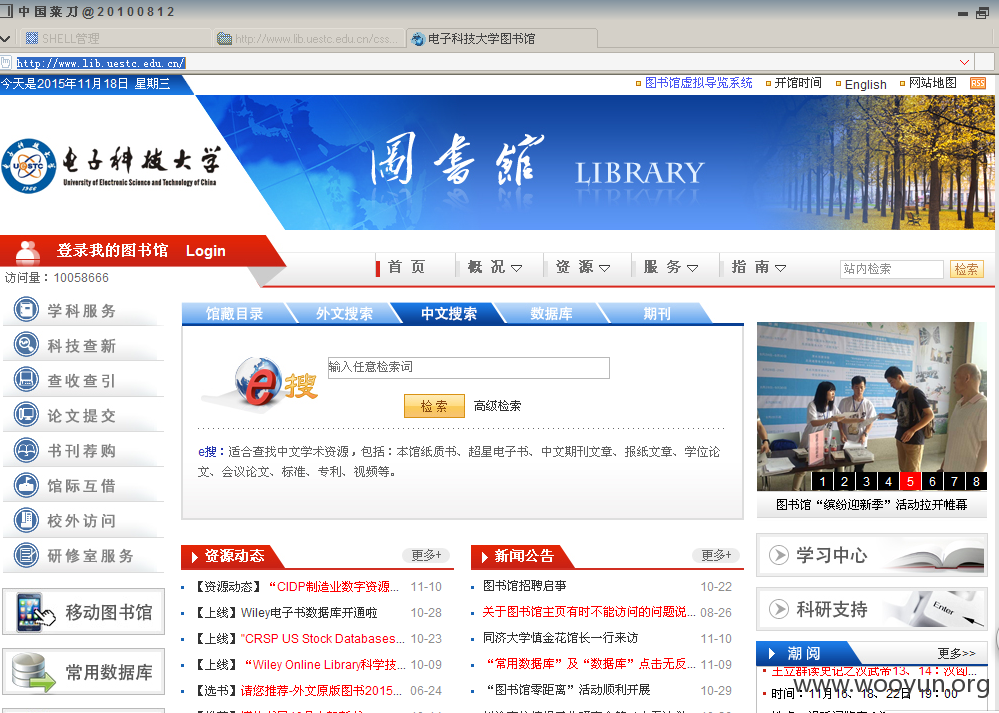 中国菜刀@20100812
SHELL管理
http://www.lib.uestc.edu.cn/css...
电子科技大学图书馆
http://www.lib.uestc.edu.cn/
今天是2015年11月18日 星期三
图书馆虚拟导览系统
开馆时间
English
网站地图
RSS
UESTC
1956
电子科技大学
University of Electronic Science and Technology of China
圖書館 LIBRARY
登录我的图书馆 Login
首 页
概 况
资 源
服 务
指 南
站内检索
检索
访问量：10058666
学科服务
科技查新
查收查引
论文提交
书刊荐购
馆际互借
校外访问
研修室服务
移动图书馆
常用数据库
馆藏目录
外文搜索
中文搜索
数据库
期刊
e搜
输入任意检索词
检 索
高级检索
e搜：适合查找中文学术资源，包括：本馆纸质书、超星电子书、中文期刊文章、报纸文章、学位论
文、会议论文、标准、专利、视频等。
1 2 3 4 5 6 7 8
图书馆“缤纷迎新季”活动拉开帷幕
资源动态
更多+
【资源动态】“CIDP制造业数字资源... 11-10
【上线】Wiley电子书数据库开通啦 10-28
【上线】"CRSP US Stock Databases... 10-23
【上线】“Wiley Online Library科学技... 10-09
【选书】请您推荐-外文原版图书2015... 06-24
新闻公告
更多+
图书馆招聘启事 10-22
关于图书馆主页有时不能访问的问题说... 08-26
同济大学慎金花馆长一行来访 11-10
“常用数据库”及“数据库”点击无反... 11-09
“图书馆零距离”活动顺利开展 10-29
学习中心
科研支持
Enter
潮 阅
更多>>
王立群读史记之汉武帝13、14：汉匈...
时间：11月16、18、22日 19：00
www.wooyun.org